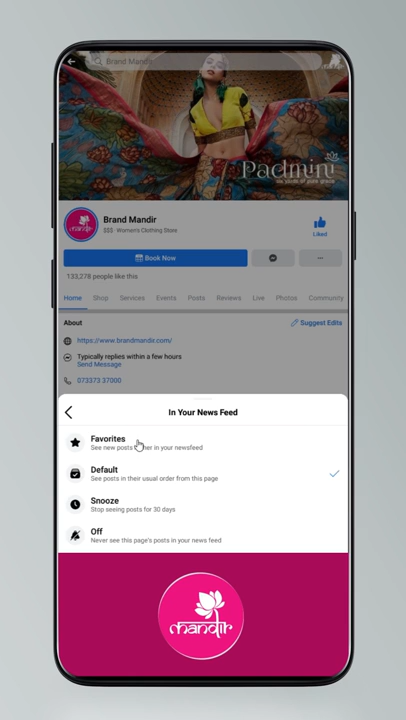 Brand Mandir
Padmini
mandir
Brand Mandir
$$$ · Women's Clothing Store
Liked
Book Now
133,278 people like this
Home Shop Services Events Posts Reviews Live Photos Community
About
Suggest Edits
https://www.brandmandir.com/
Typically replies within a few hours
Send Message
073373 37000
In Your News Feed
Favorites
See new posts in your newsfeed
Default
See posts in their usual order from this page
Snooze
Stop seeing posts for 30 days
Off
Never see this page's posts in your news feed
mandir